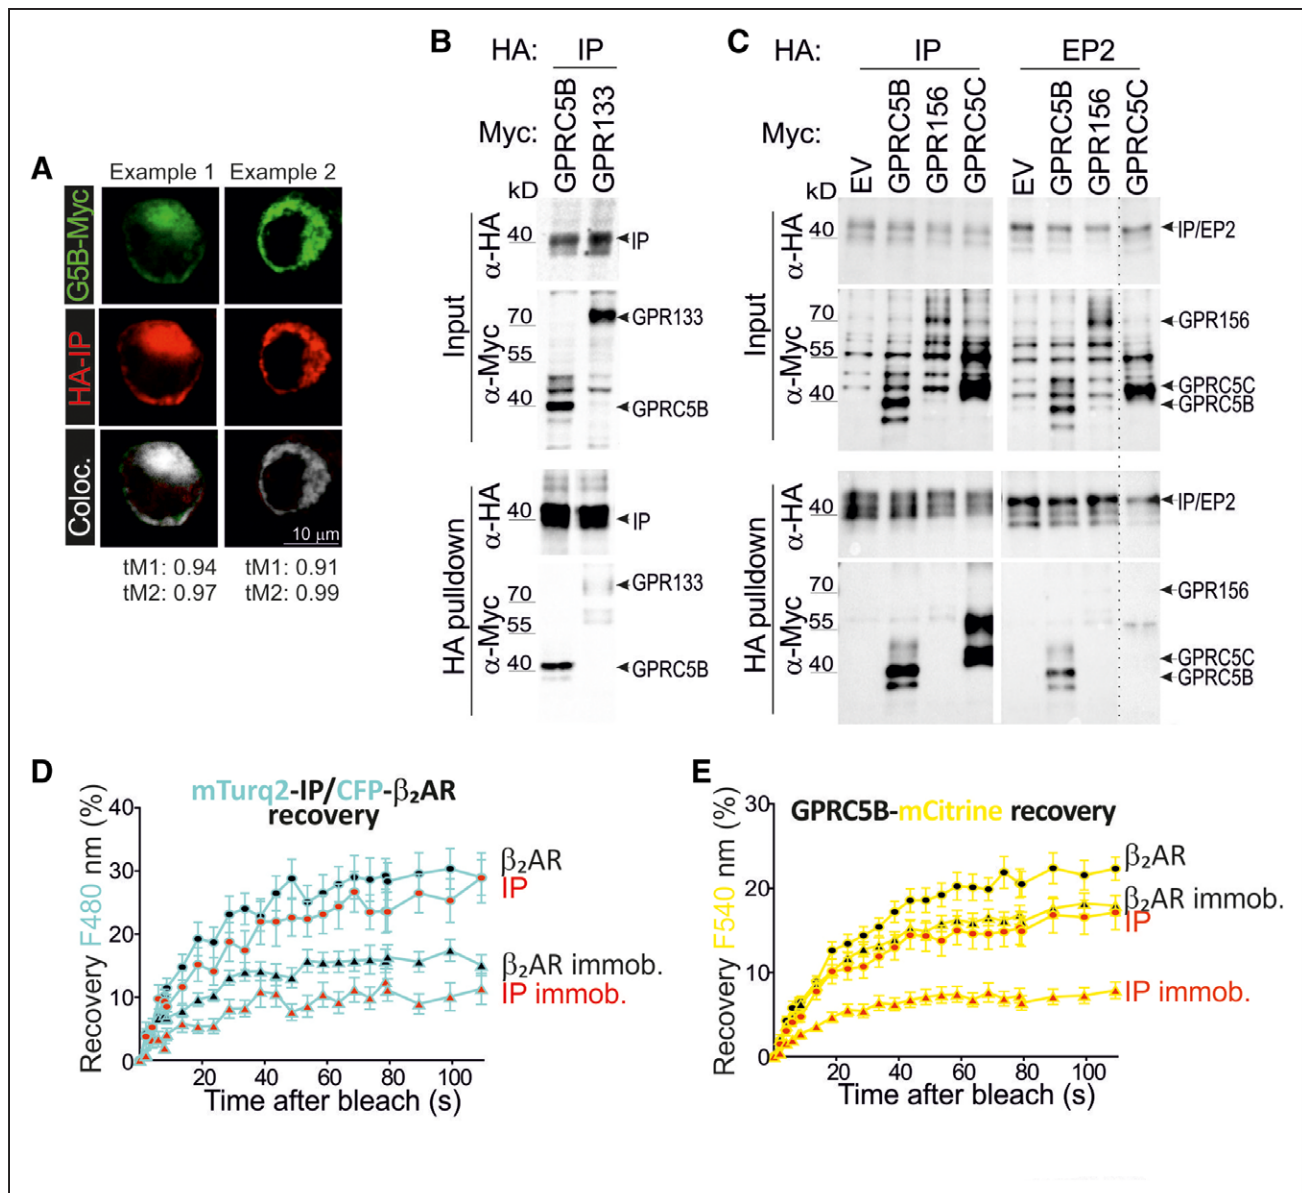 A
Example 1 Example 2
G5B-Myc
HA-IP
Coloc.
10 μm
tM1: 0.94 tM1: 0.91
tM2: 0.97 tM2: 0.99
B
HA: IP
Myc: GPRC5B GPR133
kD
Input
α-HA
40
IP
α-Myc
70
GPR133
55
40
GPRC5B
HA pulldown
α-HA
40
IP
α-Myc
GPR133
70
55
40
GPRC5B
C
HA: IP EP2
Myc: EV GPRC5B GPR156 GPRC5C EV GPRC5B GPR156 GPRC5C
kD
Input
α-HA
40
IP/EP2
α-Myc
70
GPR156
55
40
GPRC5C
GPRC5B
HA pulldown
α-HA
40
IP/EP2
α-Myc
70
GPR156
55
40
GPRC5C
GPRC5B
D
mTurq2-IP/CFP-β₂AR
recovery
Recovery F480 nm (%)
40
30
20
10
0
β₂AR
IP
β₂AR immob.
IP immob.
20 40 60 80 100
Time after bleach (s)
E
GPRC5B-mCitrine recovery
Recovery F540 nm (%)
30
20
10
0
β₂AR
β₂AR immob.
IP
IP immob.
20 40 60 80 100
Time after bleach (s)